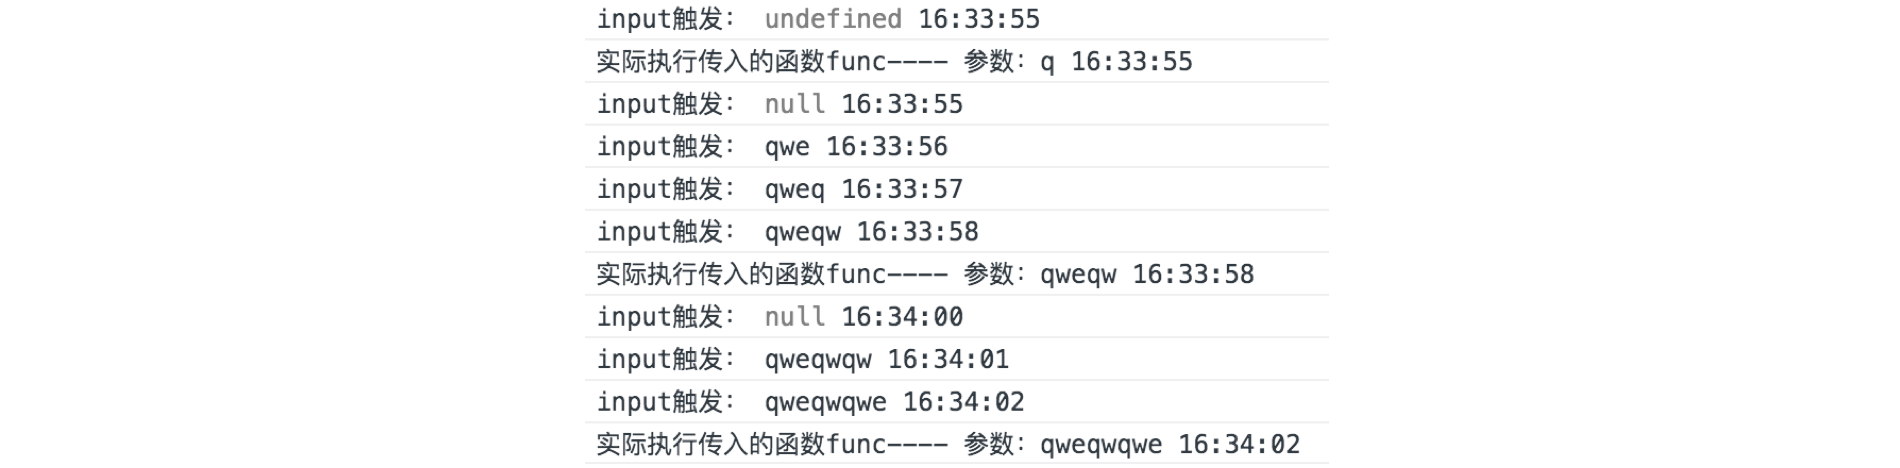 input触发： undefined 16:33:55
实际执行传入的函数func---- 参数：q 16:33:55
input触发： null 16:33:55
input触发： qwe 16:33:56
input触发： qweq 16:33:57
input触发： qweqw 16:33:58
实际执行传入的函数func---- 参数：qweqw 16:33:58
input触发： null 16:34:00
input触发： qweqwqw 16:34:01
input触发： qweqwqwe 16:34:02
实际执行传入的函数func---- 参数：qweqwqwe 16:34:02